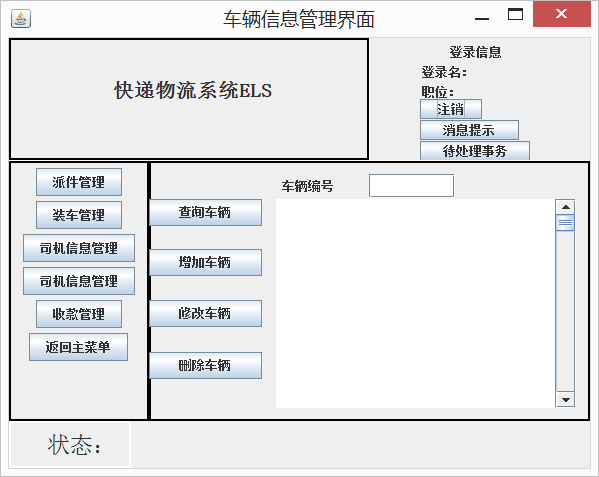 车辆信息管理界面
快递物流系统ELS
登录信息
登录名：
职位：
注销
消息提示
待处理事务
派件管理
装车管理
司机信息管理
司机信息管理
收款管理
返回主菜单
车辆编号
查询车辆
增加车辆
修改车辆
删除车辆
状态：